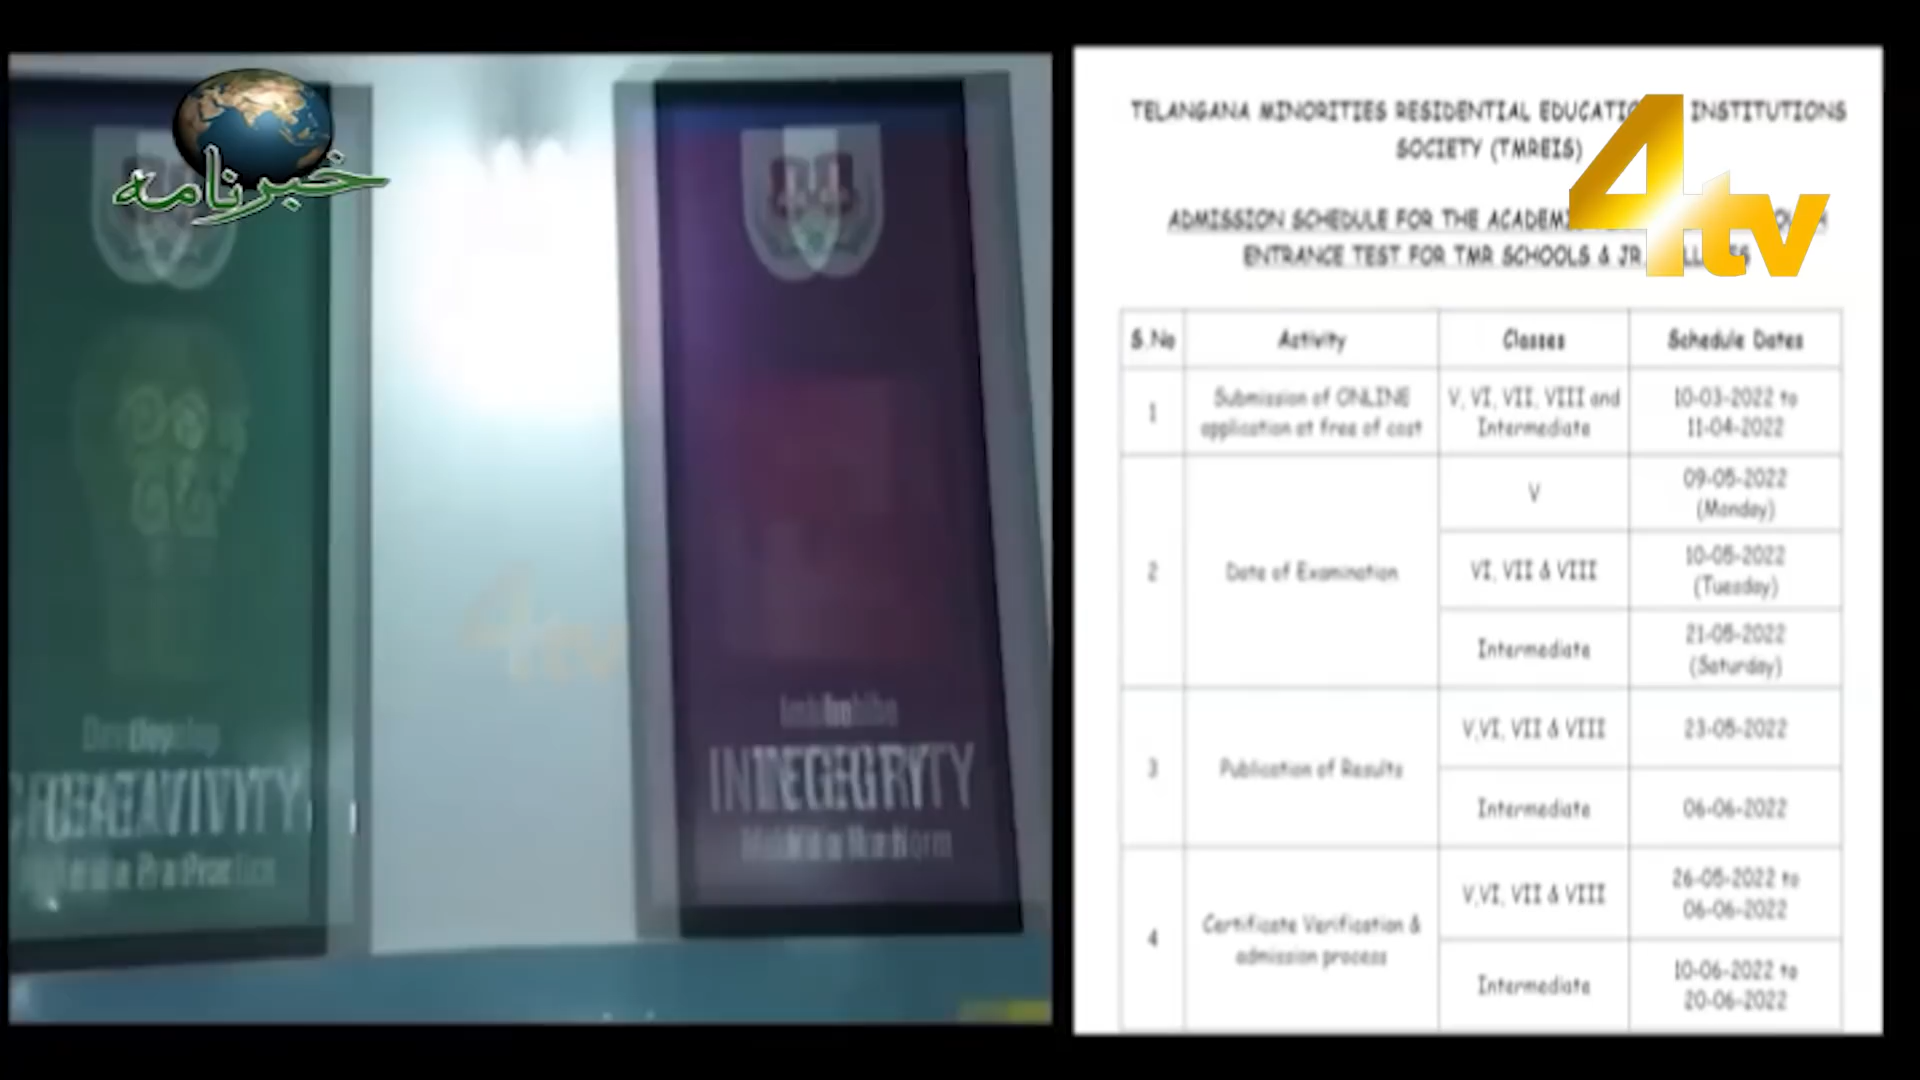 خبرنامہ
Develop
CREATIVITY
INTEGRITY
4tv
4tv
TELANGANA MINORITIES RESIDENTIAL INSTITUTIONS
SOCIETY (TMREIS)
ADMISSION SCHEDULE FOR THE
ENTRANCE TEST FOR TMR SCHOOLS & JR.
S.No Activity Classes Schedule Dates
1 Submission of ONLINE application at free of cost V, VI, VII, VIII and Intermediate 10-03-2022 to 11-04-2022
2 Date of Examination V 09-05-2022 (Monday)
VI, VII & VIII 10-05-2022 (Tuesday)
Intermediate 21-05-2022 (Saturday)
3 Publication of Results V,VI, VII & VIII 23-05-2022
Intermediate 06-06-2022
4 Certificate Verification & admission process V,VI, VII & VIII 26-05-2022 to 06-06-2022
Intermediate 10-06-2022 to 20-06-2022